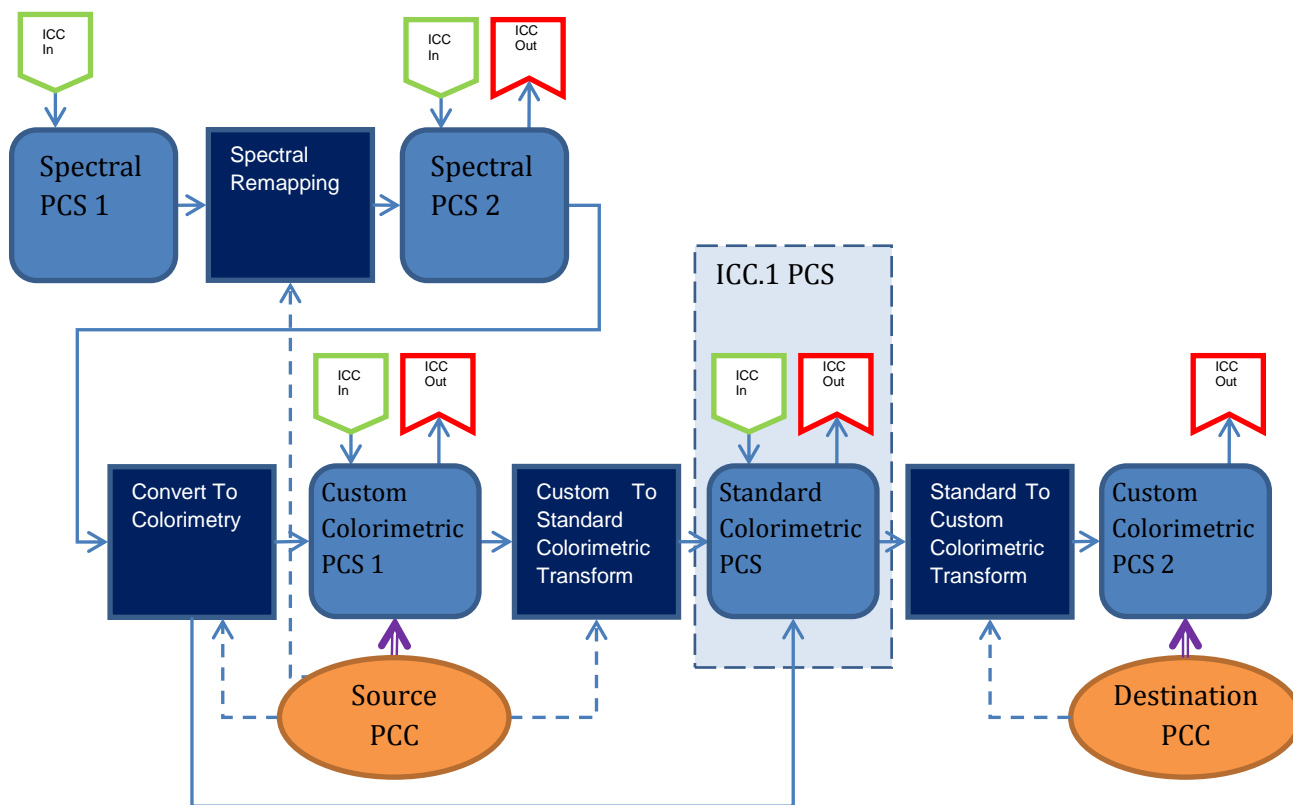 ICC
In
ICC
In
ICC
Out
Spectral
PCS 1
Spectral
Remapping
Spectral
PCS 2
ICC.1 PCS
ICC
In
ICC
Out
ICC
In
ICC
Out
ICC
Out
Convert To
Colorimetry
Custom
Colorimetric
PCS 1
Custom To
Standard
Colorimetric
Transform
Standard
Colorimetric
PCS
Standard To
Custom
Colorimetric
Transform
Custom
Colorimetric
PCS 2
Source
PCC
Destination
PCC